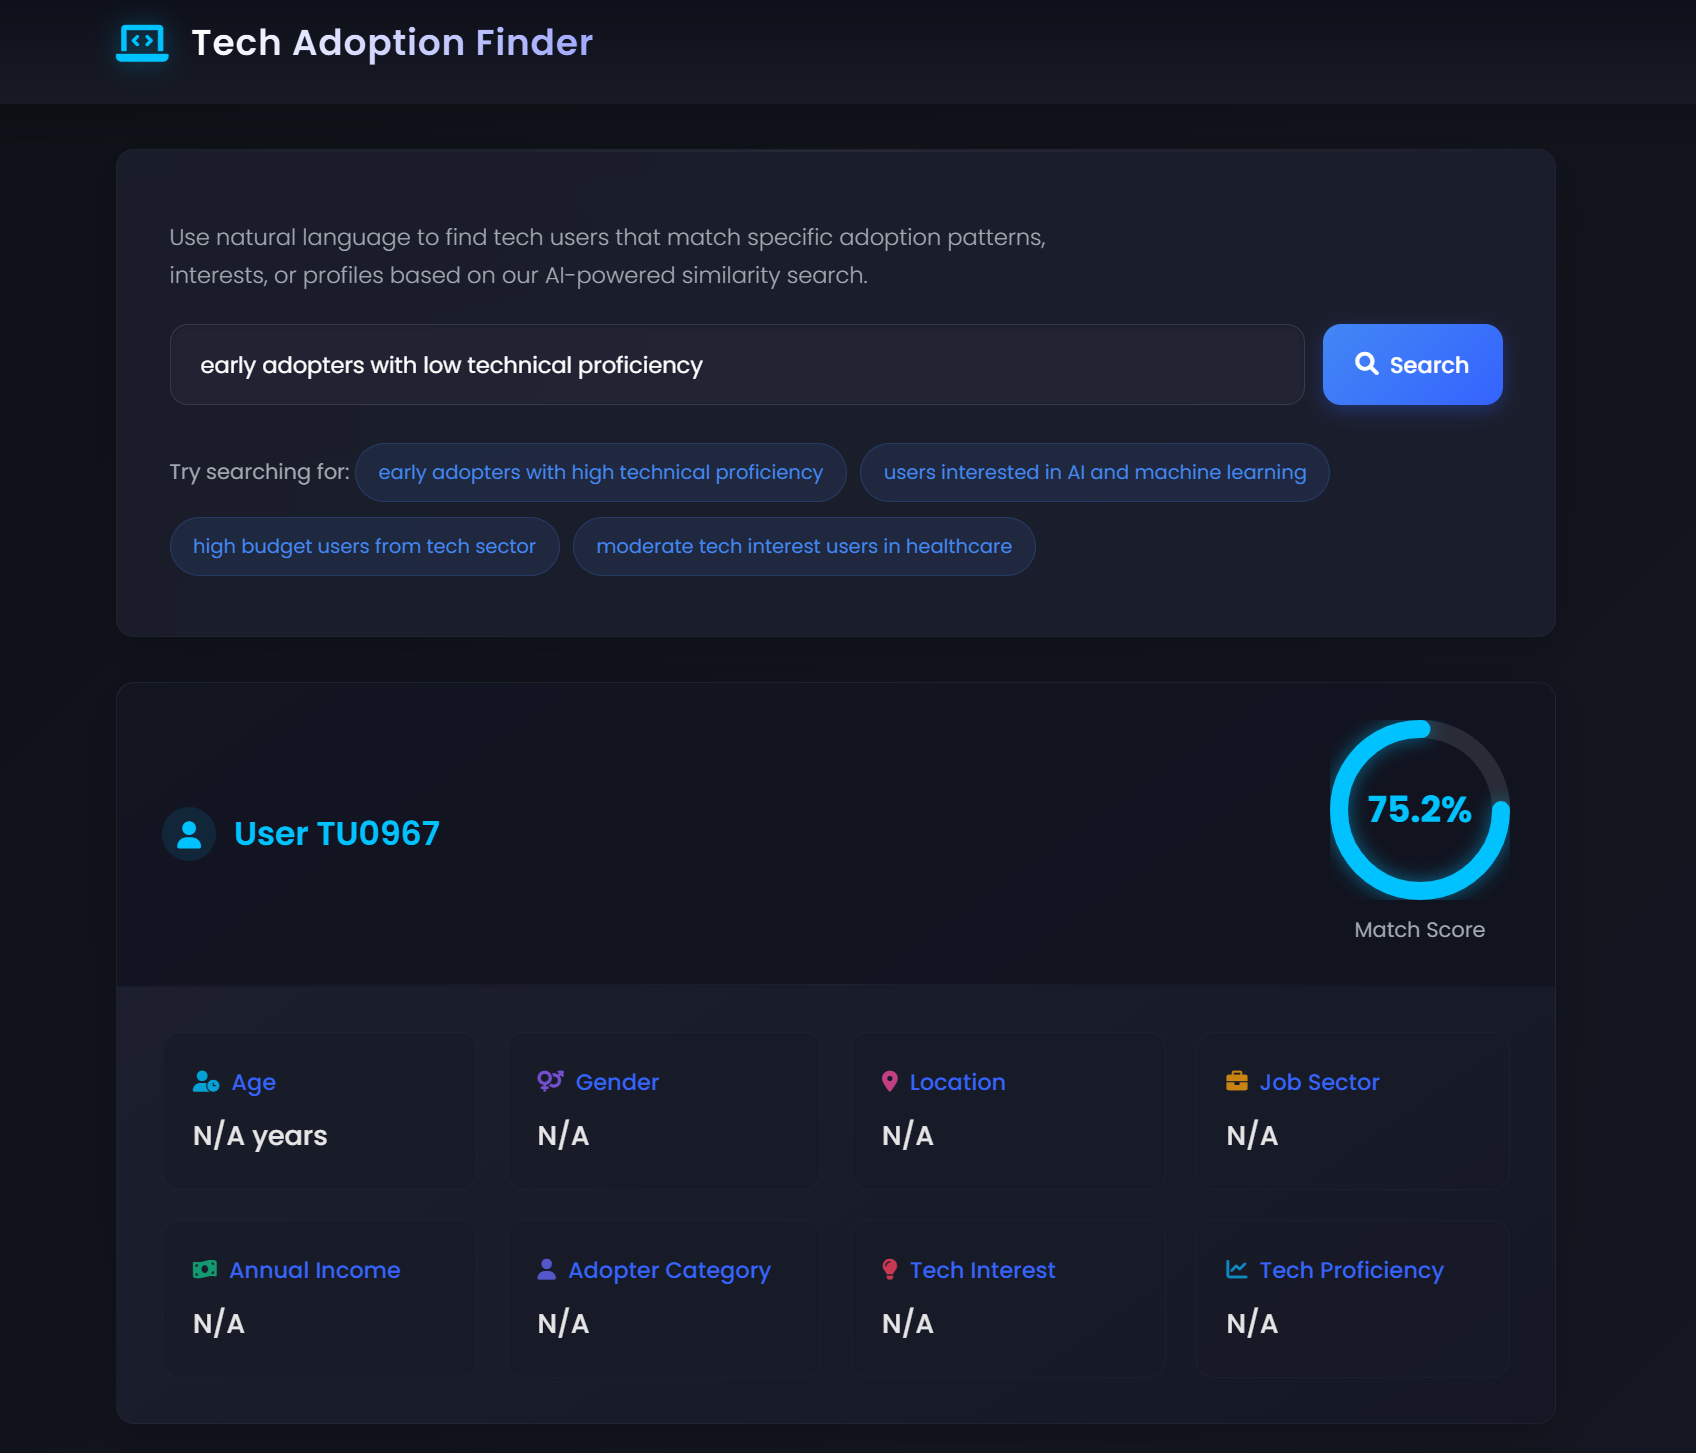 Tech Adoption Finder
Use natural language to find tech users that match specific adoption patterns,
interests, or profiles based on our AI-powered similarity search.
early adopters with low technical proficiency
Search
Try searching for: early adopters with high technical proficiency users interested in AI and machine learning
high budget users from tech sector moderate tech interest users in healthcare
User TU0967
75.2%
Match Score
Age
N/A years
Gender
N/A
Location
N/A
Job Sector
N/A
Annual Income
N/A
Adopter Category
N/A
Tech Interest
N/A
Tech Proficiency
N/A